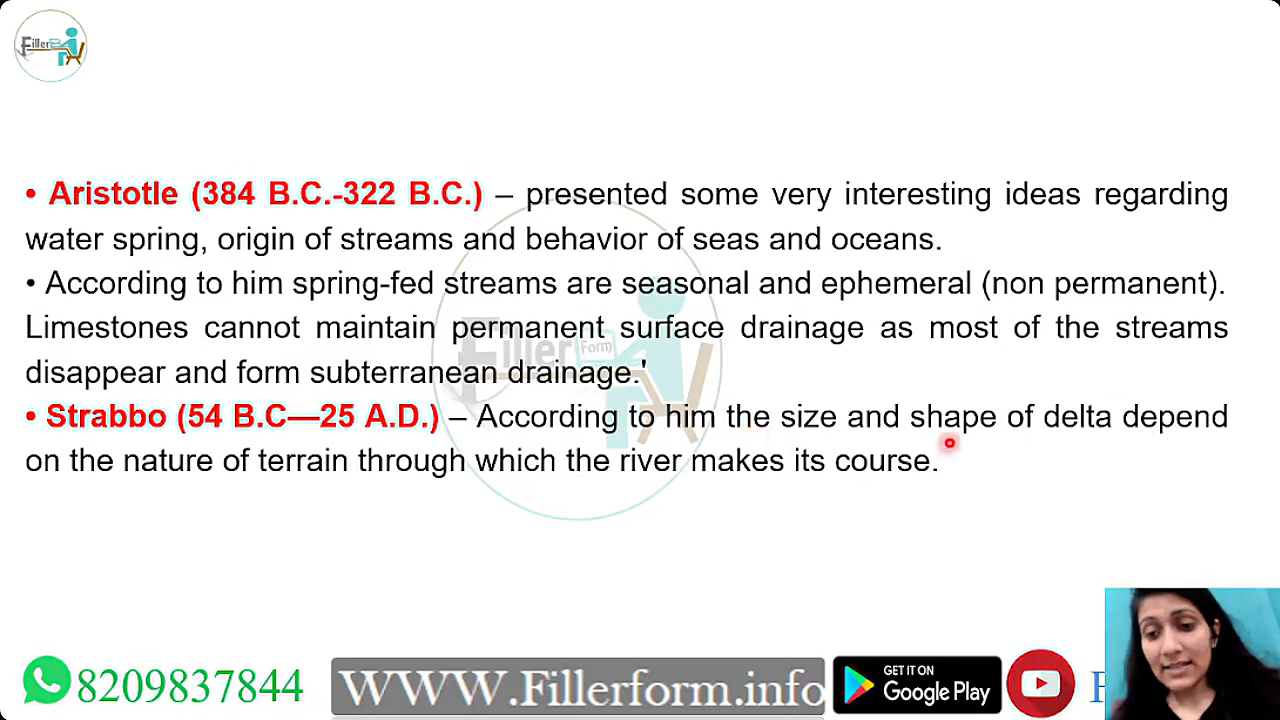 Filler
• Aristotle (384 B.C.-322 B.C.) – presented some very interesting ideas regarding
water spring, origin of streams and behavior of seas and oceans.
• According to him spring-fed streams are seasonal and ephemeral (non permanent).
Limestones cannot maintain permanent surface drainage as most of the streams
disappear and form subterranean drainage.'
Filler Form
• Strabbo (54 B.C—25 A.D.) – According to him the size and shape of delta depend
on the nature of terrain through which the river makes its course.
8209837844
WWW.Fillerform.info
GET IT ON
Google Play
F